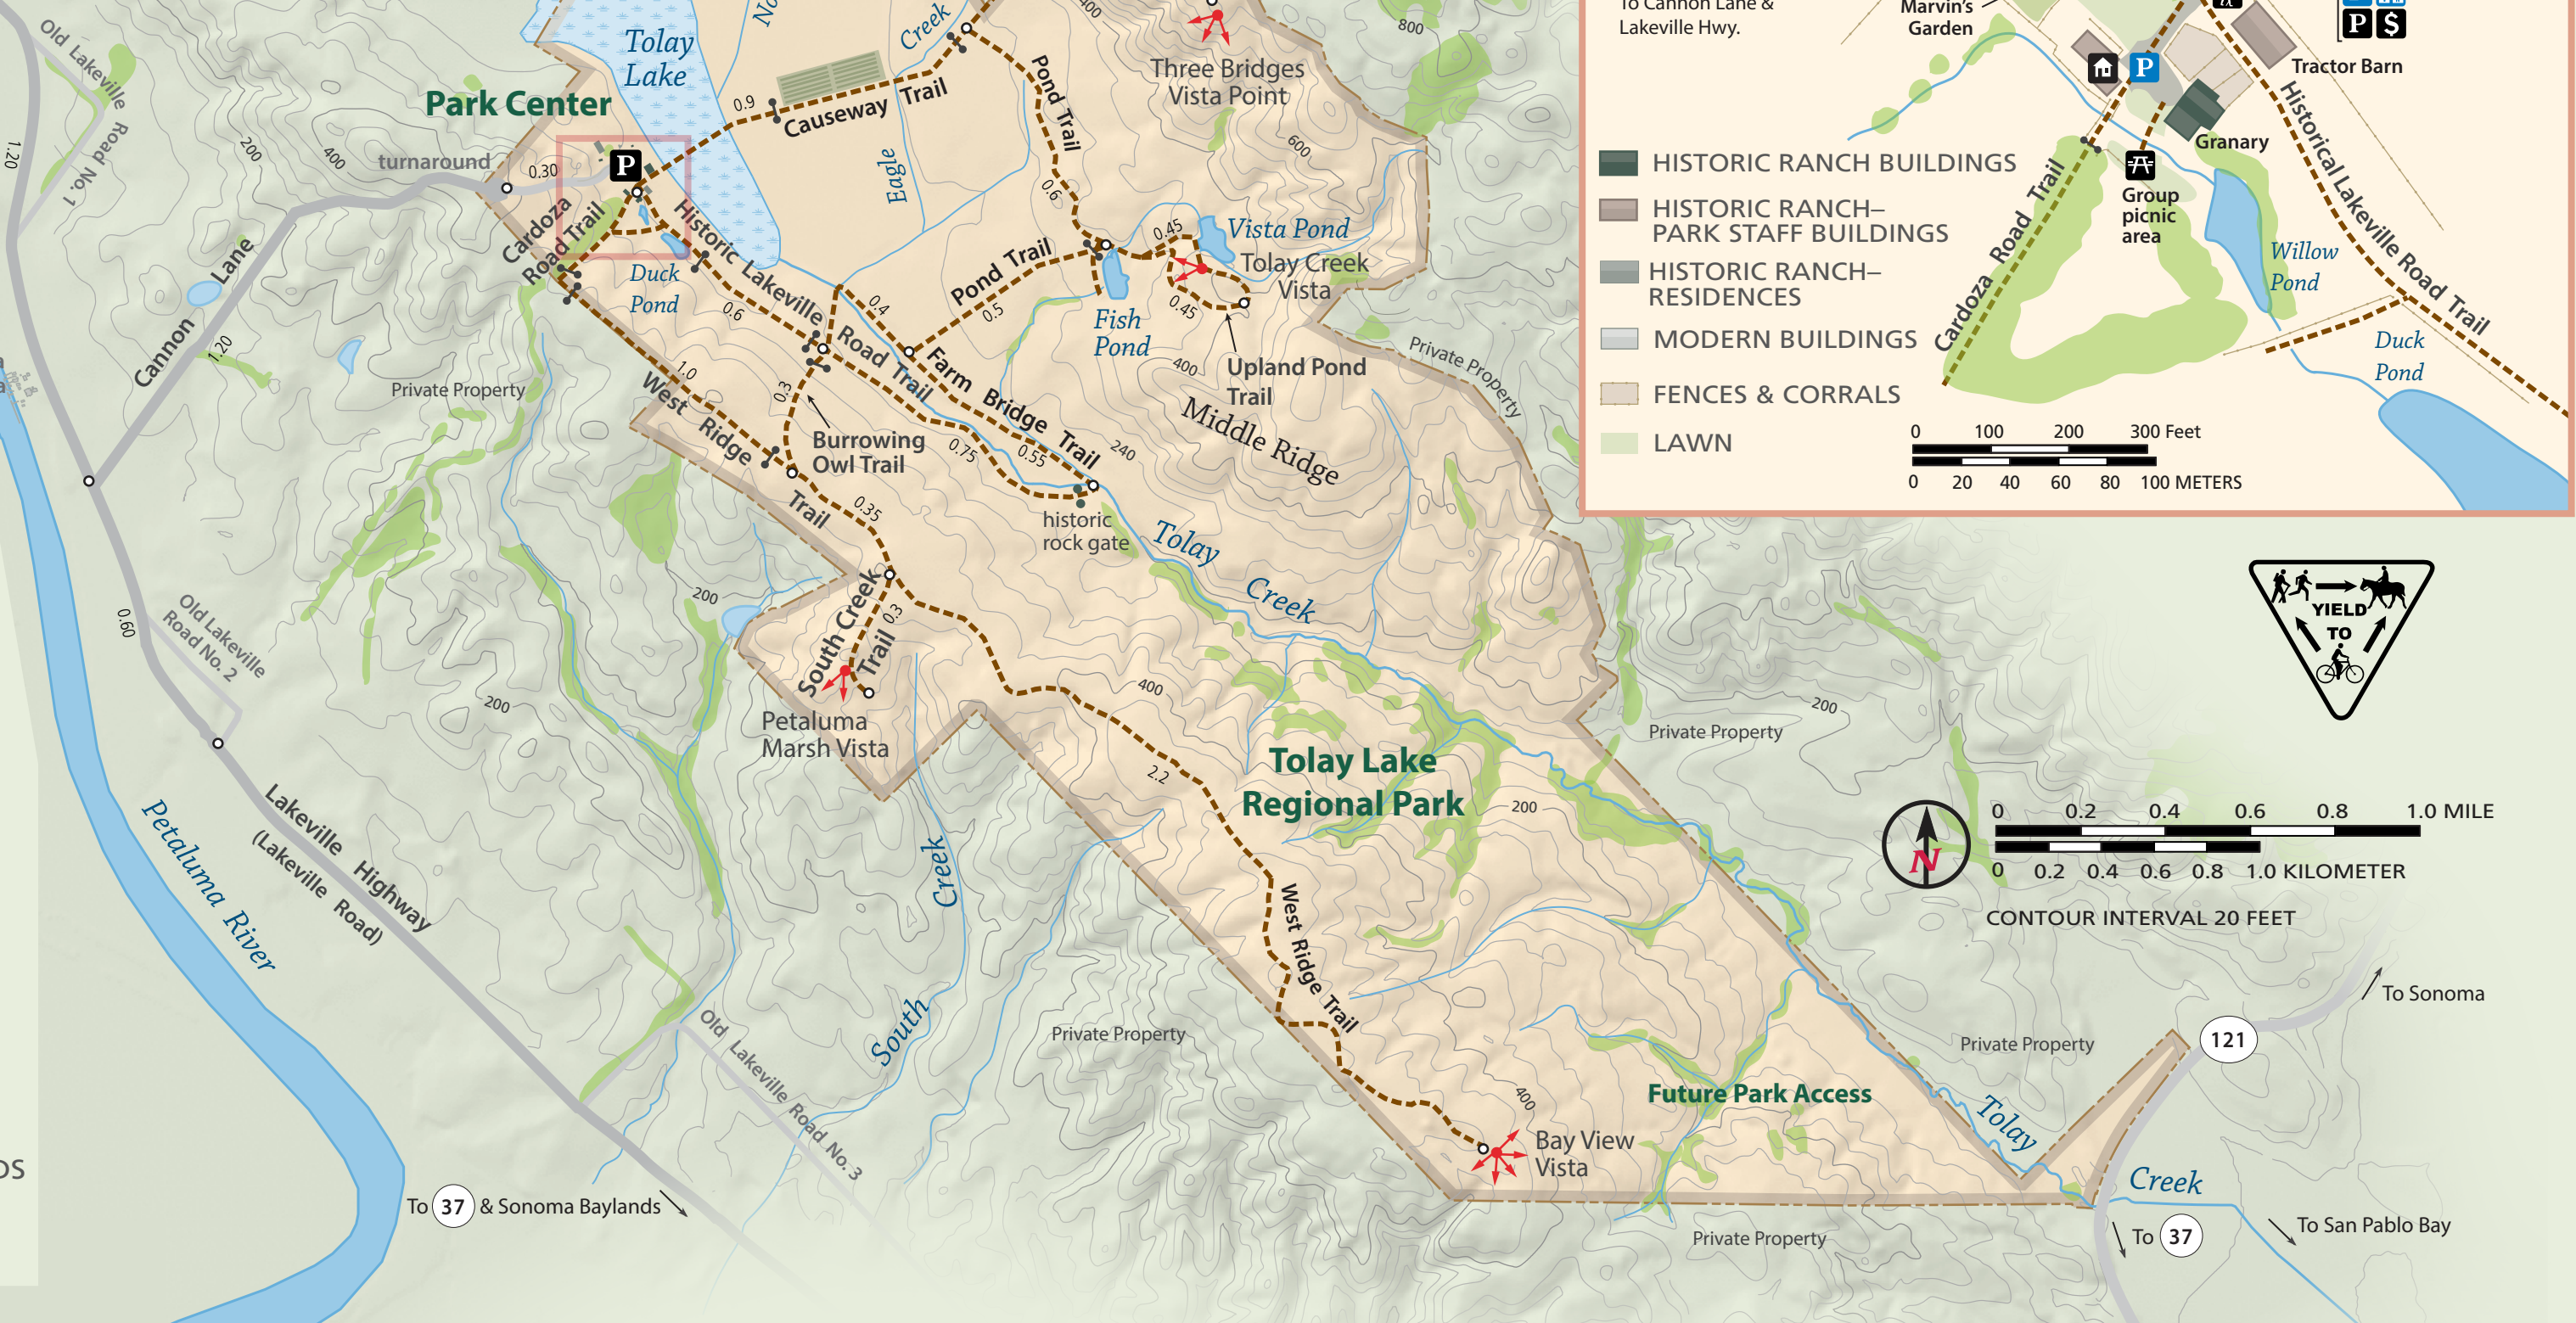 Old Lakeville
Road No. 1
1.20
Tolay
Lake
No
Creek
400
800
Park Center
0.9
Causeway Trail
Pond Trail
Three Bridges
Vista Point
600
200
400
turnaround
0.30
P
Eagle
0.6
Cardoza
Road Trail
Historic Lakeville
Road Trail
Duck
Pond
0.6
0.4
Pond Trail
0.5
0.45
Vista Pond
Tolay Creek
Vista
0.45
Fish
Pond
Upland Pond
Trail
400
Private Property
Middle Ridge
Cannon Lane
1.20
Private Property
1.0
West Ridge
Trail
0.3
Burrowing
Owl Trail
Farm Bridge Trail
0.75
0.55
240
0.35
historic
rock gate
Tolay
Creek
200
South Creek
Trail
0.3
Petaluma
Marsh Vista
0.60
Old Lakeville
Road No. 2
200
400
2.2
Tolay Lake
Regional Park
200
Private Property
200
Petaluma River
Lakeville Highway
(Lakeville Road)
Creek
South
West Ridge Trail
Private Property
Old Lakeville Road No. 3
To 37 & Sonoma Baylands
400
Bay View
Vista
Future Park Access
Private Property
Private Property
Tolay
Creek
121
To Sonoma
To 37
To San Pablo Bay
To Cannon Lane &
Lakeville Hwy.
Marvin's
Garden
P $
P
Tractor Barn
Granary
Historical Lakeville Road Trail
Cardoza Road Trail
Group
picnic
area
Willow
Pond
Duck
Pond
HISTORIC RANCH BUILDINGS
HISTORIC RANCH–
PARK STAFF BUILDINGS
HISTORIC RANCH–
RESIDENCES
MODERN BUILDINGS
FENCES & CORRALS
LAWN
0 100 200 300 Feet
0 20 40 60 80 100 METERS
YIELD
TO
N
0 0.2 0.4 0.6 0.8 1.0 MILE
0 0.2 0.4 0.6 0.8 1.0 KILOMETER
CONTOUR INTERVAL 20 FEET